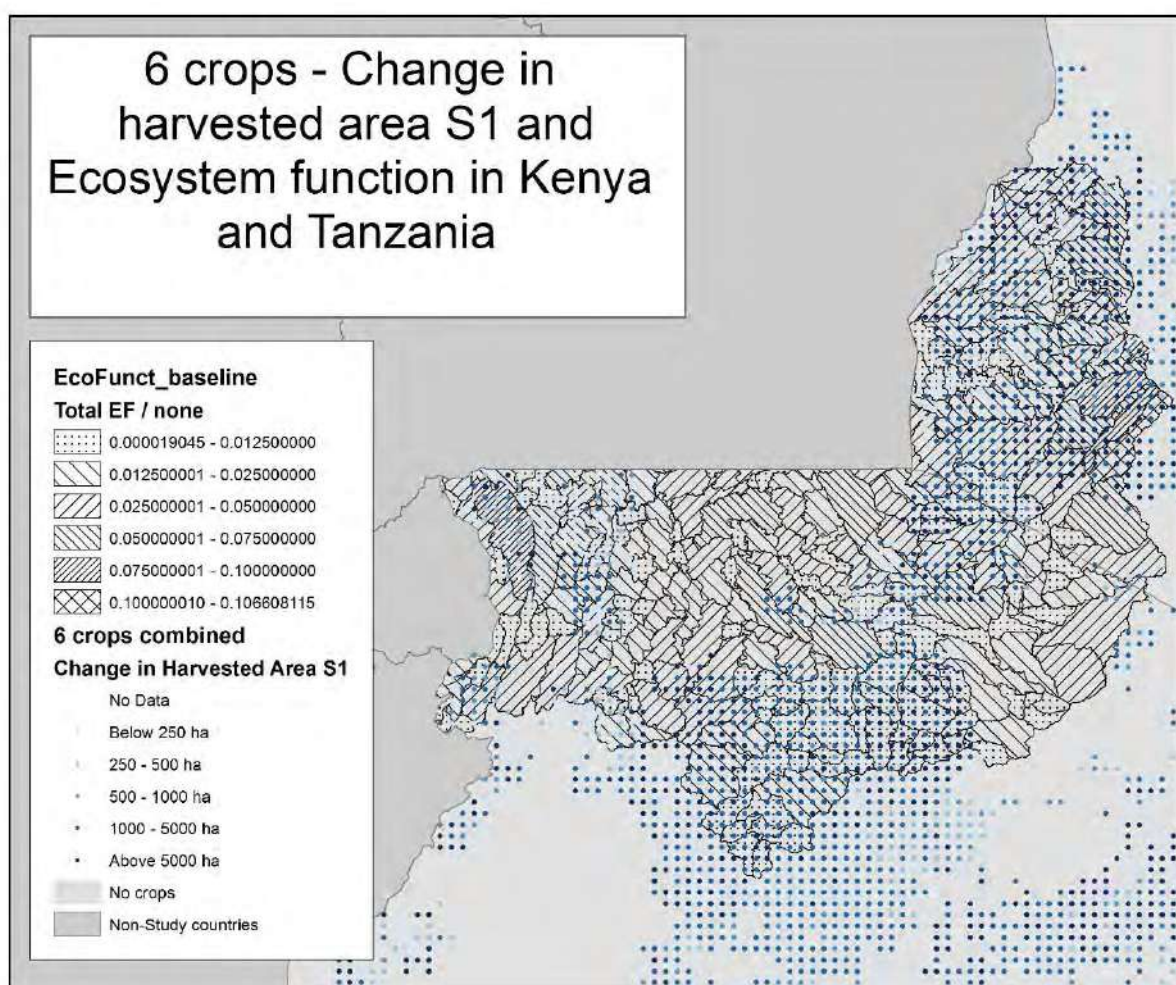 6 crops - Change in
harvested area S1 and
Ecosystem function in Kenya
and Tanzania
EcoFunct_baseline
Total EF / none
0.000019045 - 0.012500000
0.012500001 - 0.025000000
0.025000001 - 0.050000000
0.050000001 - 0.075000000
0.075000001 - 0.100000000
0.100000010 - 0.106608115
6 crops combined
Change in Harvested Area S1
No Data
Below 250 ha
250 - 500 ha
500 - 1000 ha
1000 - 5000 ha
Above 5000 ha
No crops
Non-Study countries